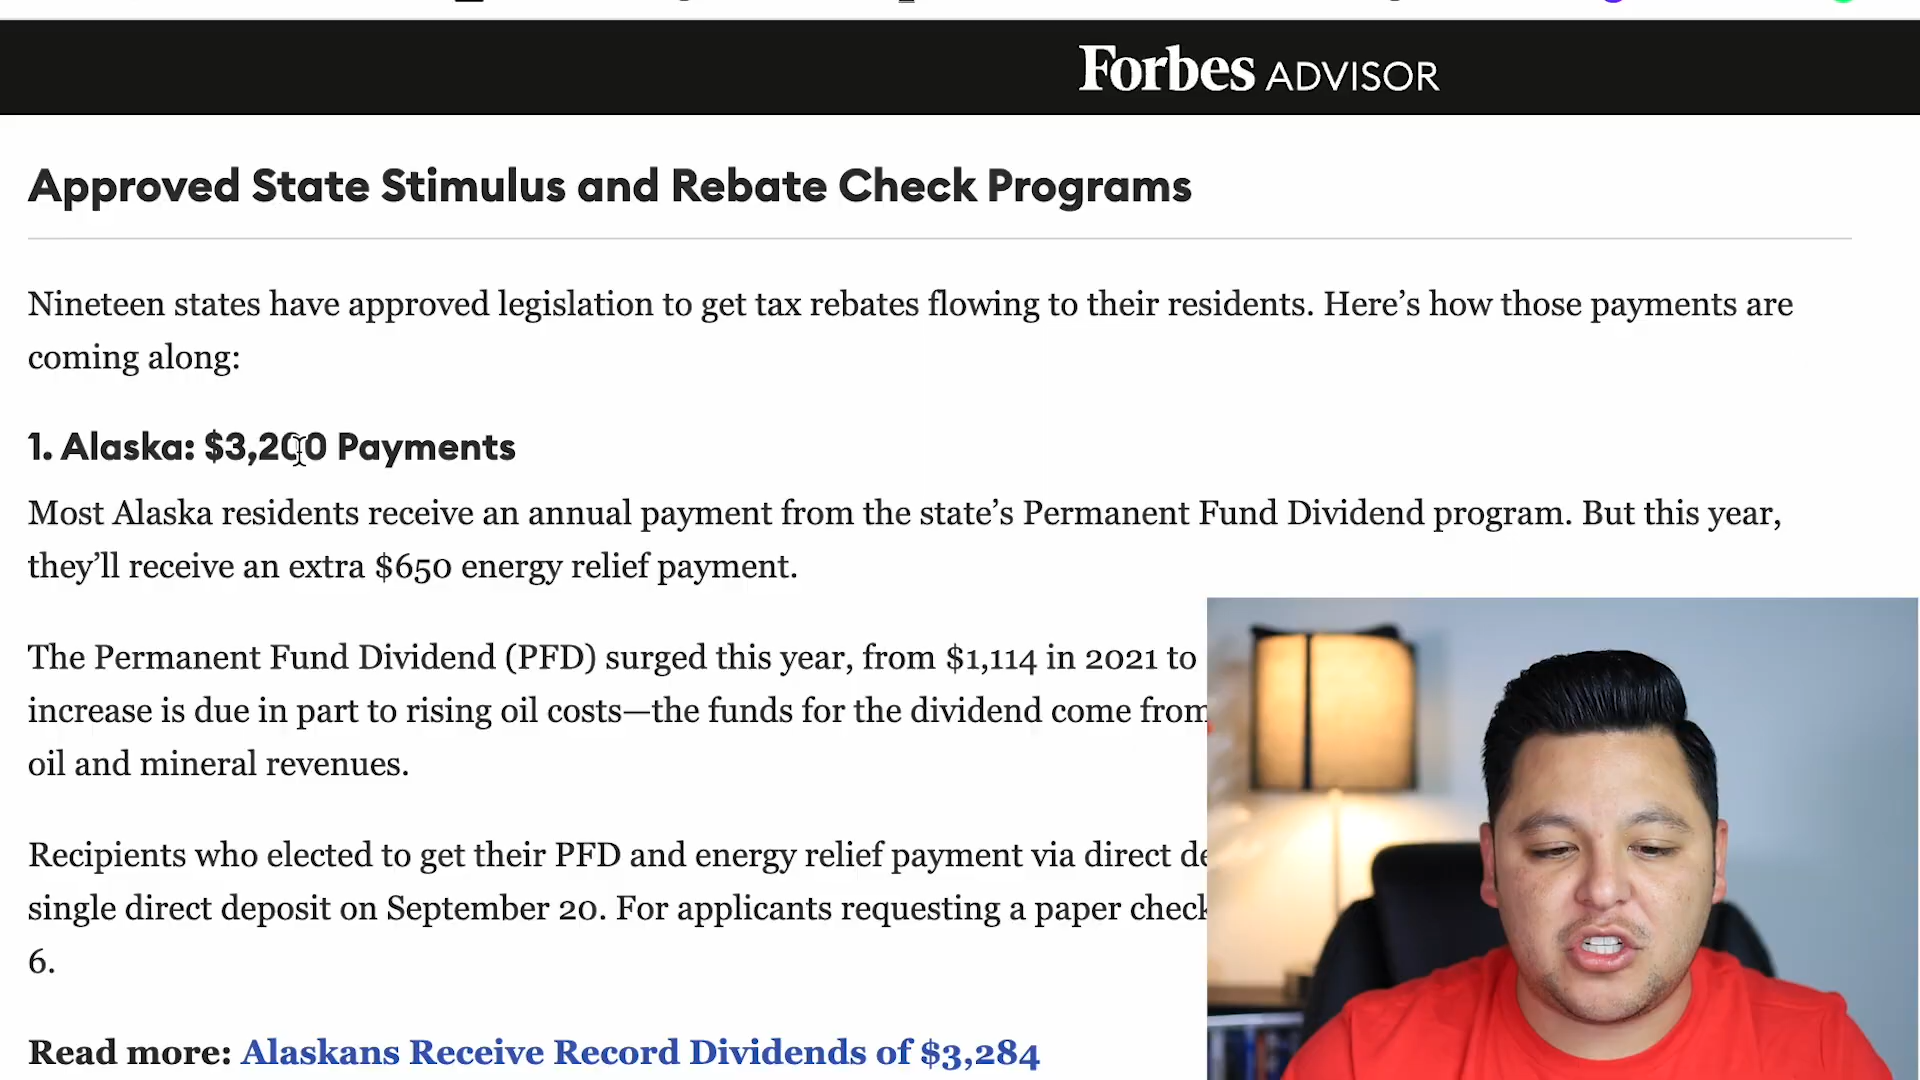 Forbes ADVISOR
Approved State Stimulus and Rebate Check Programs
Nineteen states have approved legislation to get tax rebates flowing to their residents. Here’s how those payments are
coming along:
1. Alaska: $3,200 Payments
Most Alaska residents receive an annual payment from the state’s Permanent Fund Dividend program. But this year,
they’ll receive an extra $650 energy relief payment.
The Permanent Fund Dividend (PFD) surged this year, from $1,114 in 2021 to
increase is due in part to rising oil costs—the funds for the dividend come from
oil and mineral revenues.
Recipients who elected to get their PFD and energy relief payment via direct de
single direct deposit on September 20. For applicants requesting a paper check
6.
Read more: Alaskans Receive Record Dividends of $3,284